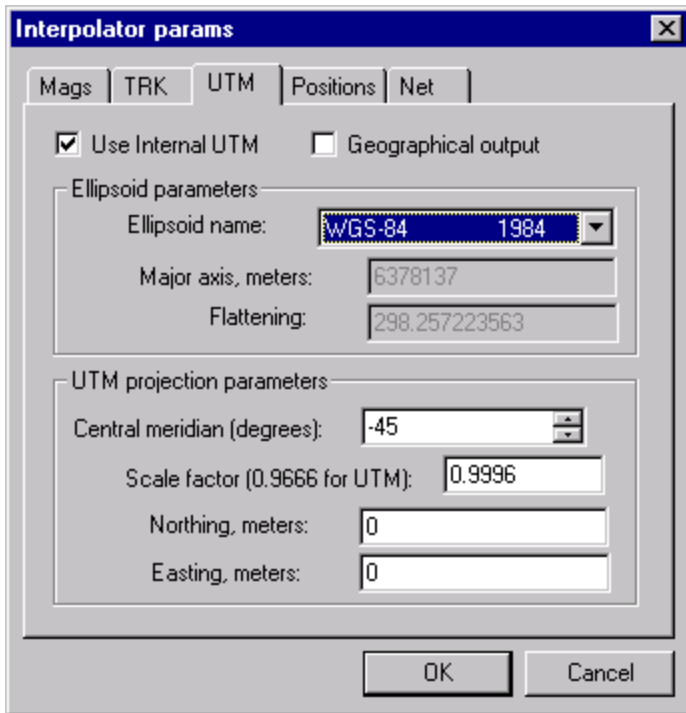 Interpolator params
Mags TRK UTM Positions Net
Use Internal UTM Geographical output
Ellipsoid parameters
Ellipsoid name: WGS-84 1984
Major axis, meters: 6378137
Flattening: 298.257223563
UTM projection parameters
Central meridian (degrees): -45
Scale factor (0.9666 for UTM): 0.9996
Northing, meters: 0
Easting, meters: 0
OK Cancel